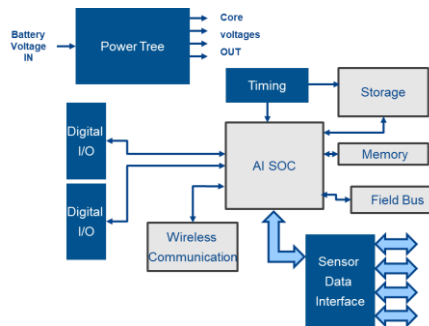 Battery
Voltage
IN
Power Tree
Core
voltages
OUT
Timing
Storage
Digital
I/O
AI SOC
Memory
Digital
I/O
Field Bus
Wireless
Communication
Sensor
Data
Interface